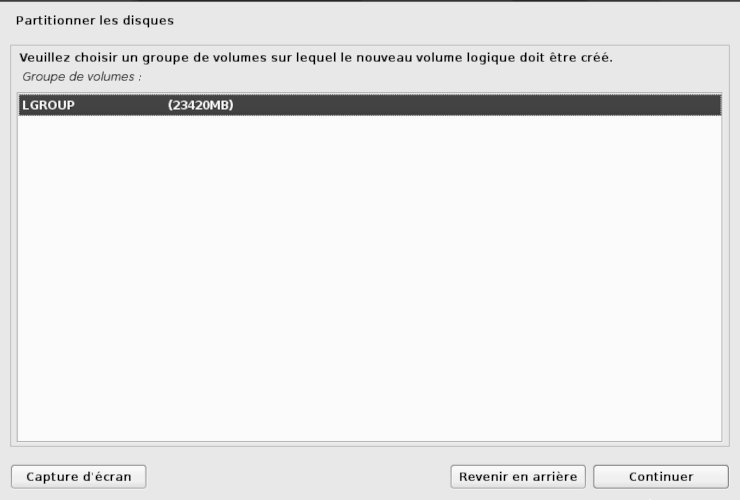 Partitionner les disques
Veuillez choisir un groupe de volumes sur lequel le nouveau volume logique doit être créé.
Groupe de volumes :
LGROUP (23420MB)
Capture d'écran
Revenir en arrière
Continuer